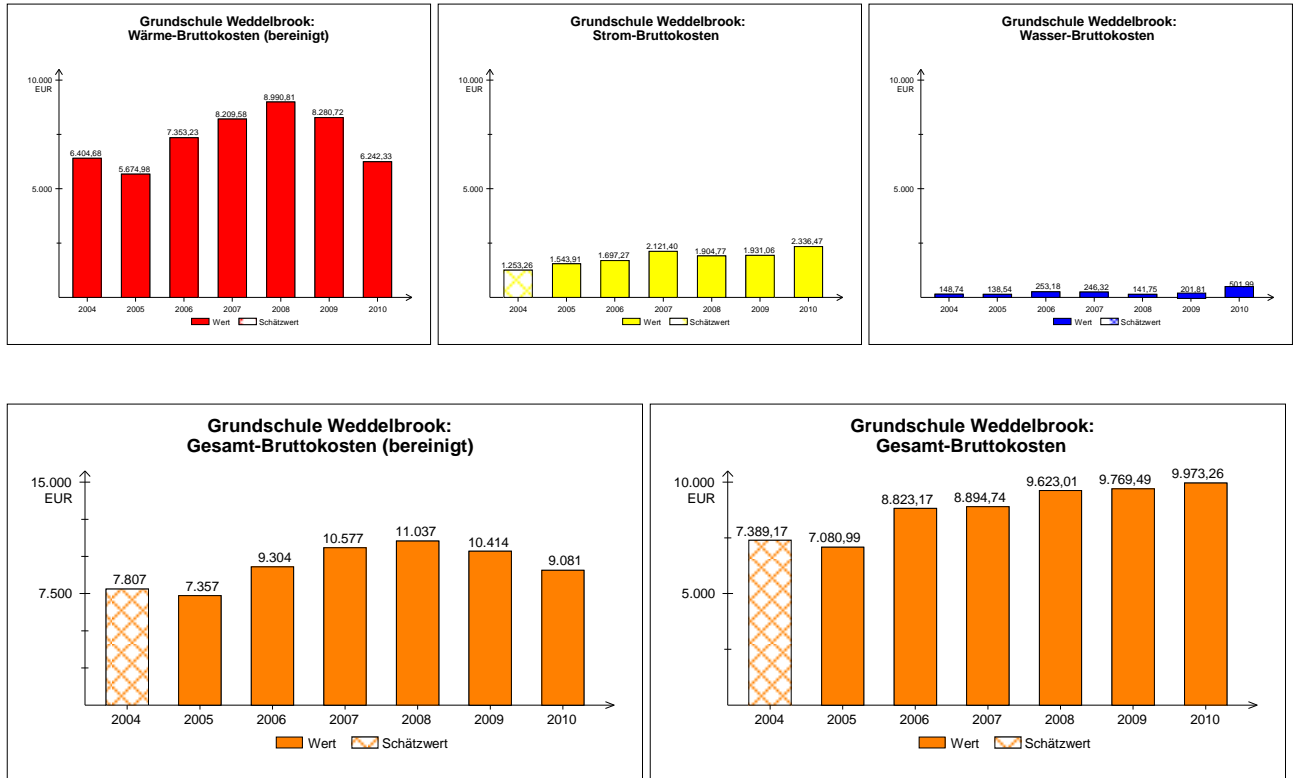 Grundschule Weddelbrook:
Wärme-Bruttokosten (bereinigt)
10.000
EUR
5.000
6.404,68
5.674,98
7.353,23
8.209,58
8.990,81
8.280,72
6.242,33
2004 2005 2006 2007 2008 2009 2010
Wert Schätzwert
Grundschule Weddelbrook:
Strom-Bruttokosten
10.000
EUR
5.000
1.253,26
1.543,91
1.697,27
2.121,40
1.904,77
1.931,06
2.336,47
2004 2005 2006 2007 2008 2009 2010
Wert Schätzwert
Grundschule Weddelbrook:
Wasser-Bruttokosten
10.000
EUR
5.000
148,74
138,54
253,18
246,32
141,75
201,81
501,99
2004 2005 2006 2007 2008 2009 2010
Wert Schätzwert
Grundschule Weddelbrook:
Gesamt-Bruttokosten (bereinigt)
15.000
EUR
7.500
7.807
7.357
9.304
10.577
11.037
10.414
9.081
2004 2005 2006 2007 2008 2009 2010
Wert Schätzwert
Grundschule Weddelbrook:
Gesamt-Bruttokosten
10.000
EUR
5.000
7.389,17
7.080,99
8.823,17
8.894,74
9.623,01
9.769,49
9.973,26
2004 2005 2006 2007 2008 2009 2010
Wert Schätzwert